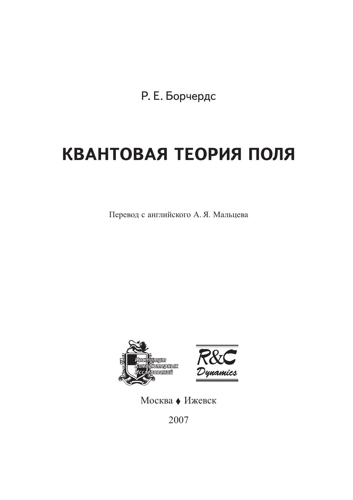 Р. Е. Борчердс
КВАНТОВАЯ ТЕОРИЯ ПОЛЯ
Перевод с английского А. Я. Мальцева
R&C
Dynamics
Москва ♦ Ижевск
2007